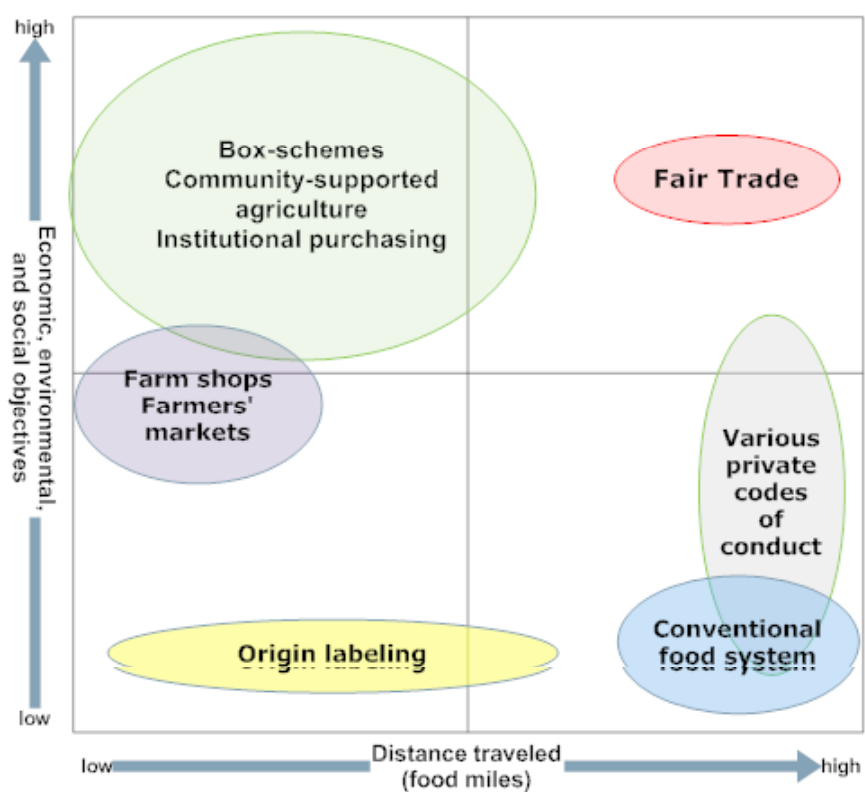 high
Economic, environmental,
and social objectives
low
Box-schemes
Community-supported
agriculture
Institutional purchasing
Fair Trade
Farm shops
Farmers'
markets
Various
private
codes
of
conduct
Origin labeling
Conventional
food system
low
Distance traveled
(food miles)
high